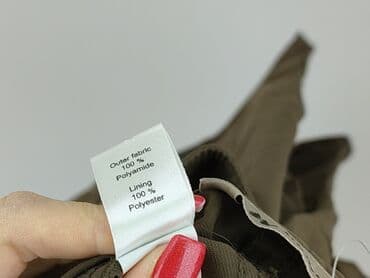 Outer fabric
100 %
Polyamide
Lining
100 %
Polyester